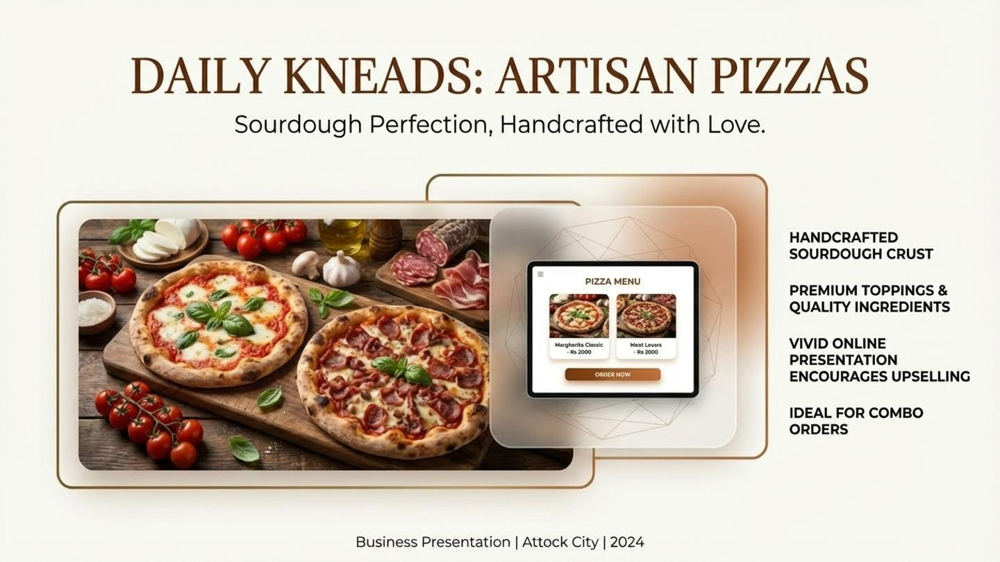 DAILY KNEADS: ARTISAN PIZZAS
Sourdough Perfection, Handcrafted with Love.
PIZZA MENU
Margherits Classic
- Rs 2000
Meat Leusrs
- Rs 2000
ORDER NOW
HANDCRAFTED
SOURDOUGH CRUST
PREMIUM TOPPINGS &
QUALITY INGREDIENTS
VIVID ONLINE
PRESENTATION
ENCOURAGES UPSELLING
IDEAL FOR COMBO
ORDERS
Business Presentation | Attock City | 2024